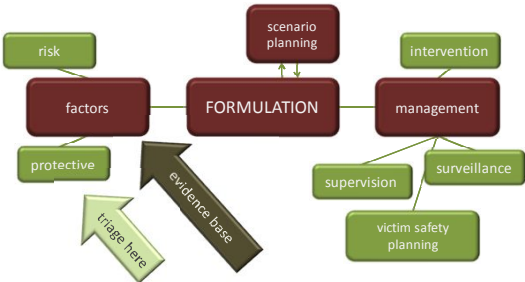 scenario
planning
risk
intervention
factors
FORMULATION
management
protective
evidence base
triage here
supervision
surveillance
victim safety
planning